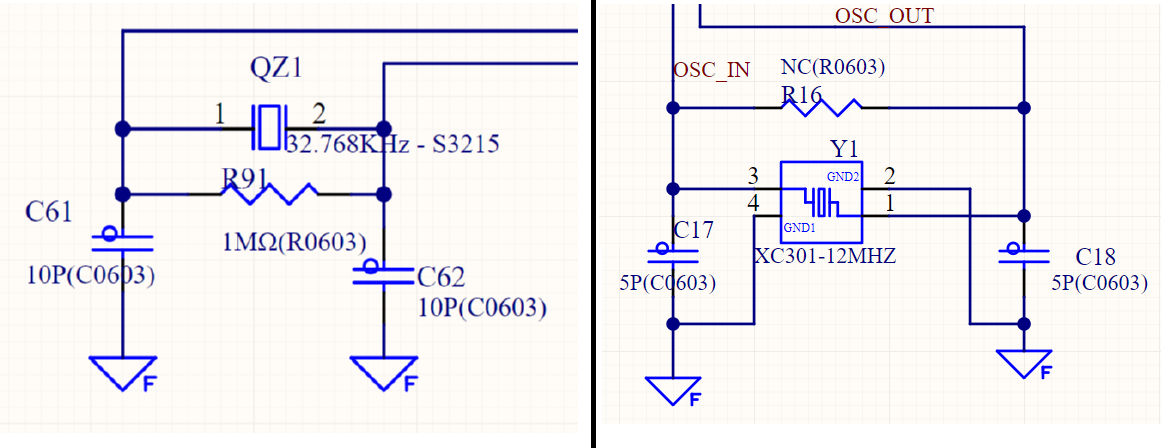 QZ1
1
2
32.768KHz - S3215
R91
C61
1MΩ(R0603)
10P(C0603)
C62
10P(C0603)
F
F
OSC_OUT
OSC_IN
NC(R0603)
R16
Y1
3
GND2
2
4
1
GND1
C17
XC301-12MHZ
C18
5P(C0603)
5P(C0603)
F
F